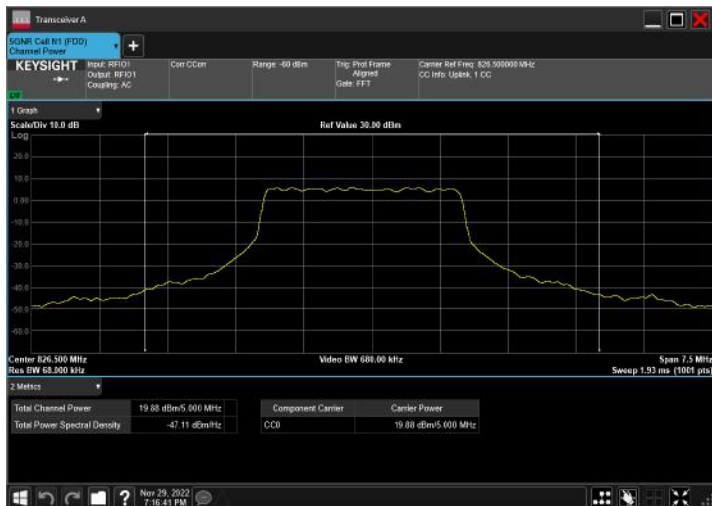 Transceiver A
5GNR Cell N1 (FDD)
Channel Power
KEYSIGHT
Input: RFIO1
Output: RFIO1
Coupling: AC
Corr CCorr
Range: -60 dBm
Trig: Prot Frame
Aligned
Gate: FFT
Carrier Ref Freq: 826.500000 MHz
CC Info: Uplink, 1 CC
1 Graph
Scale/Div 10.0 dB
Ref Value 30.00 dBm
Log
20.0
10.0
0.00
-10.0
-20.0
-30.0
-40.0
-50.0
-60.0
Center 826.500 MHz
Video BW 680.00 kHz
Span 7.5 MHz
Res BW 68.000 kHz
Sweep 1.93 ms (1001 pts)
2 Metrics
Total Channel Power 19.88 dBm/5.000 MHz
Total Power Spectral Density -47.11 dBm/Hz
Component Carrier Carrier Power
CC0 19.88 dBm/5.000 MHz
Nov 29, 2022
7:16:41 PM